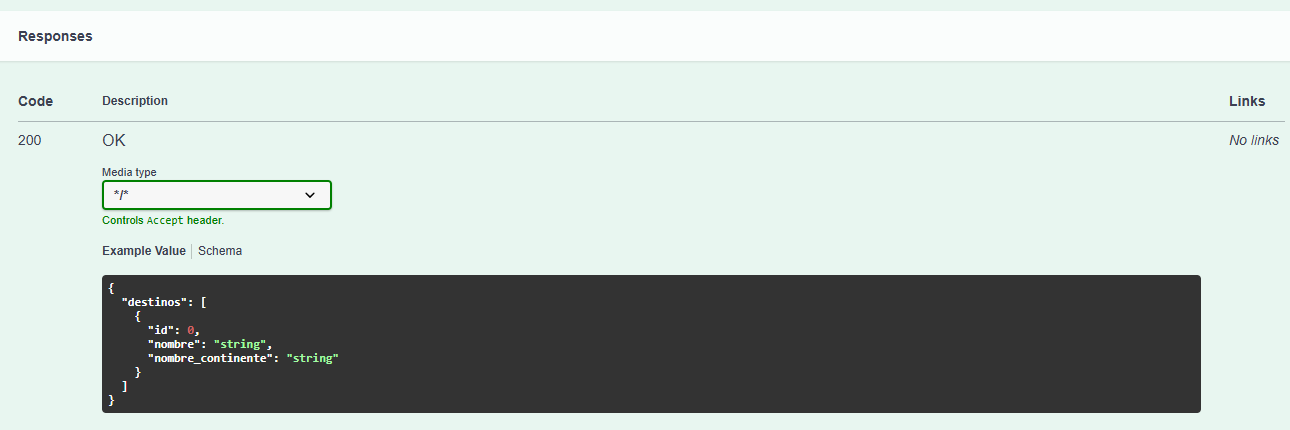 Responses
Code Description Links
200 OK No links
Media type
*/*
Controls Accept header.
Example Value Schema
{
  "destinos": [
    {
      "id": 0,
      "nombre": "string",
      "nombre_continente": "string"
    }
  ]
}